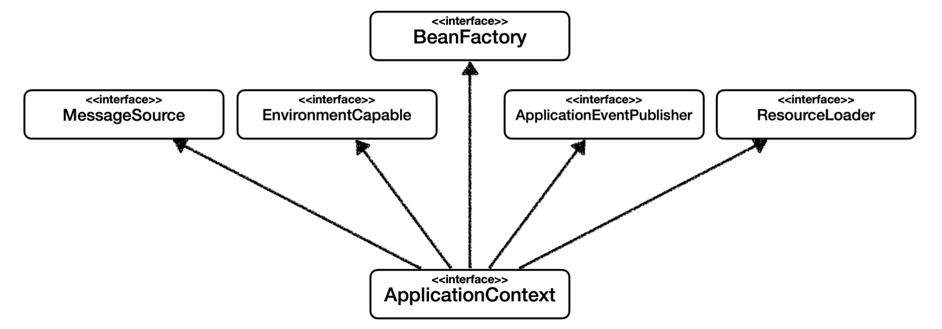 <<interface>>
BeanFactory
<<interface>>
MessageSource
<<interface>>
EnvironmentCapable
<<interface>>
ApplicationEventPublisher
<<interface>>
ResourceLoader
<<interface>>
ApplicationContext